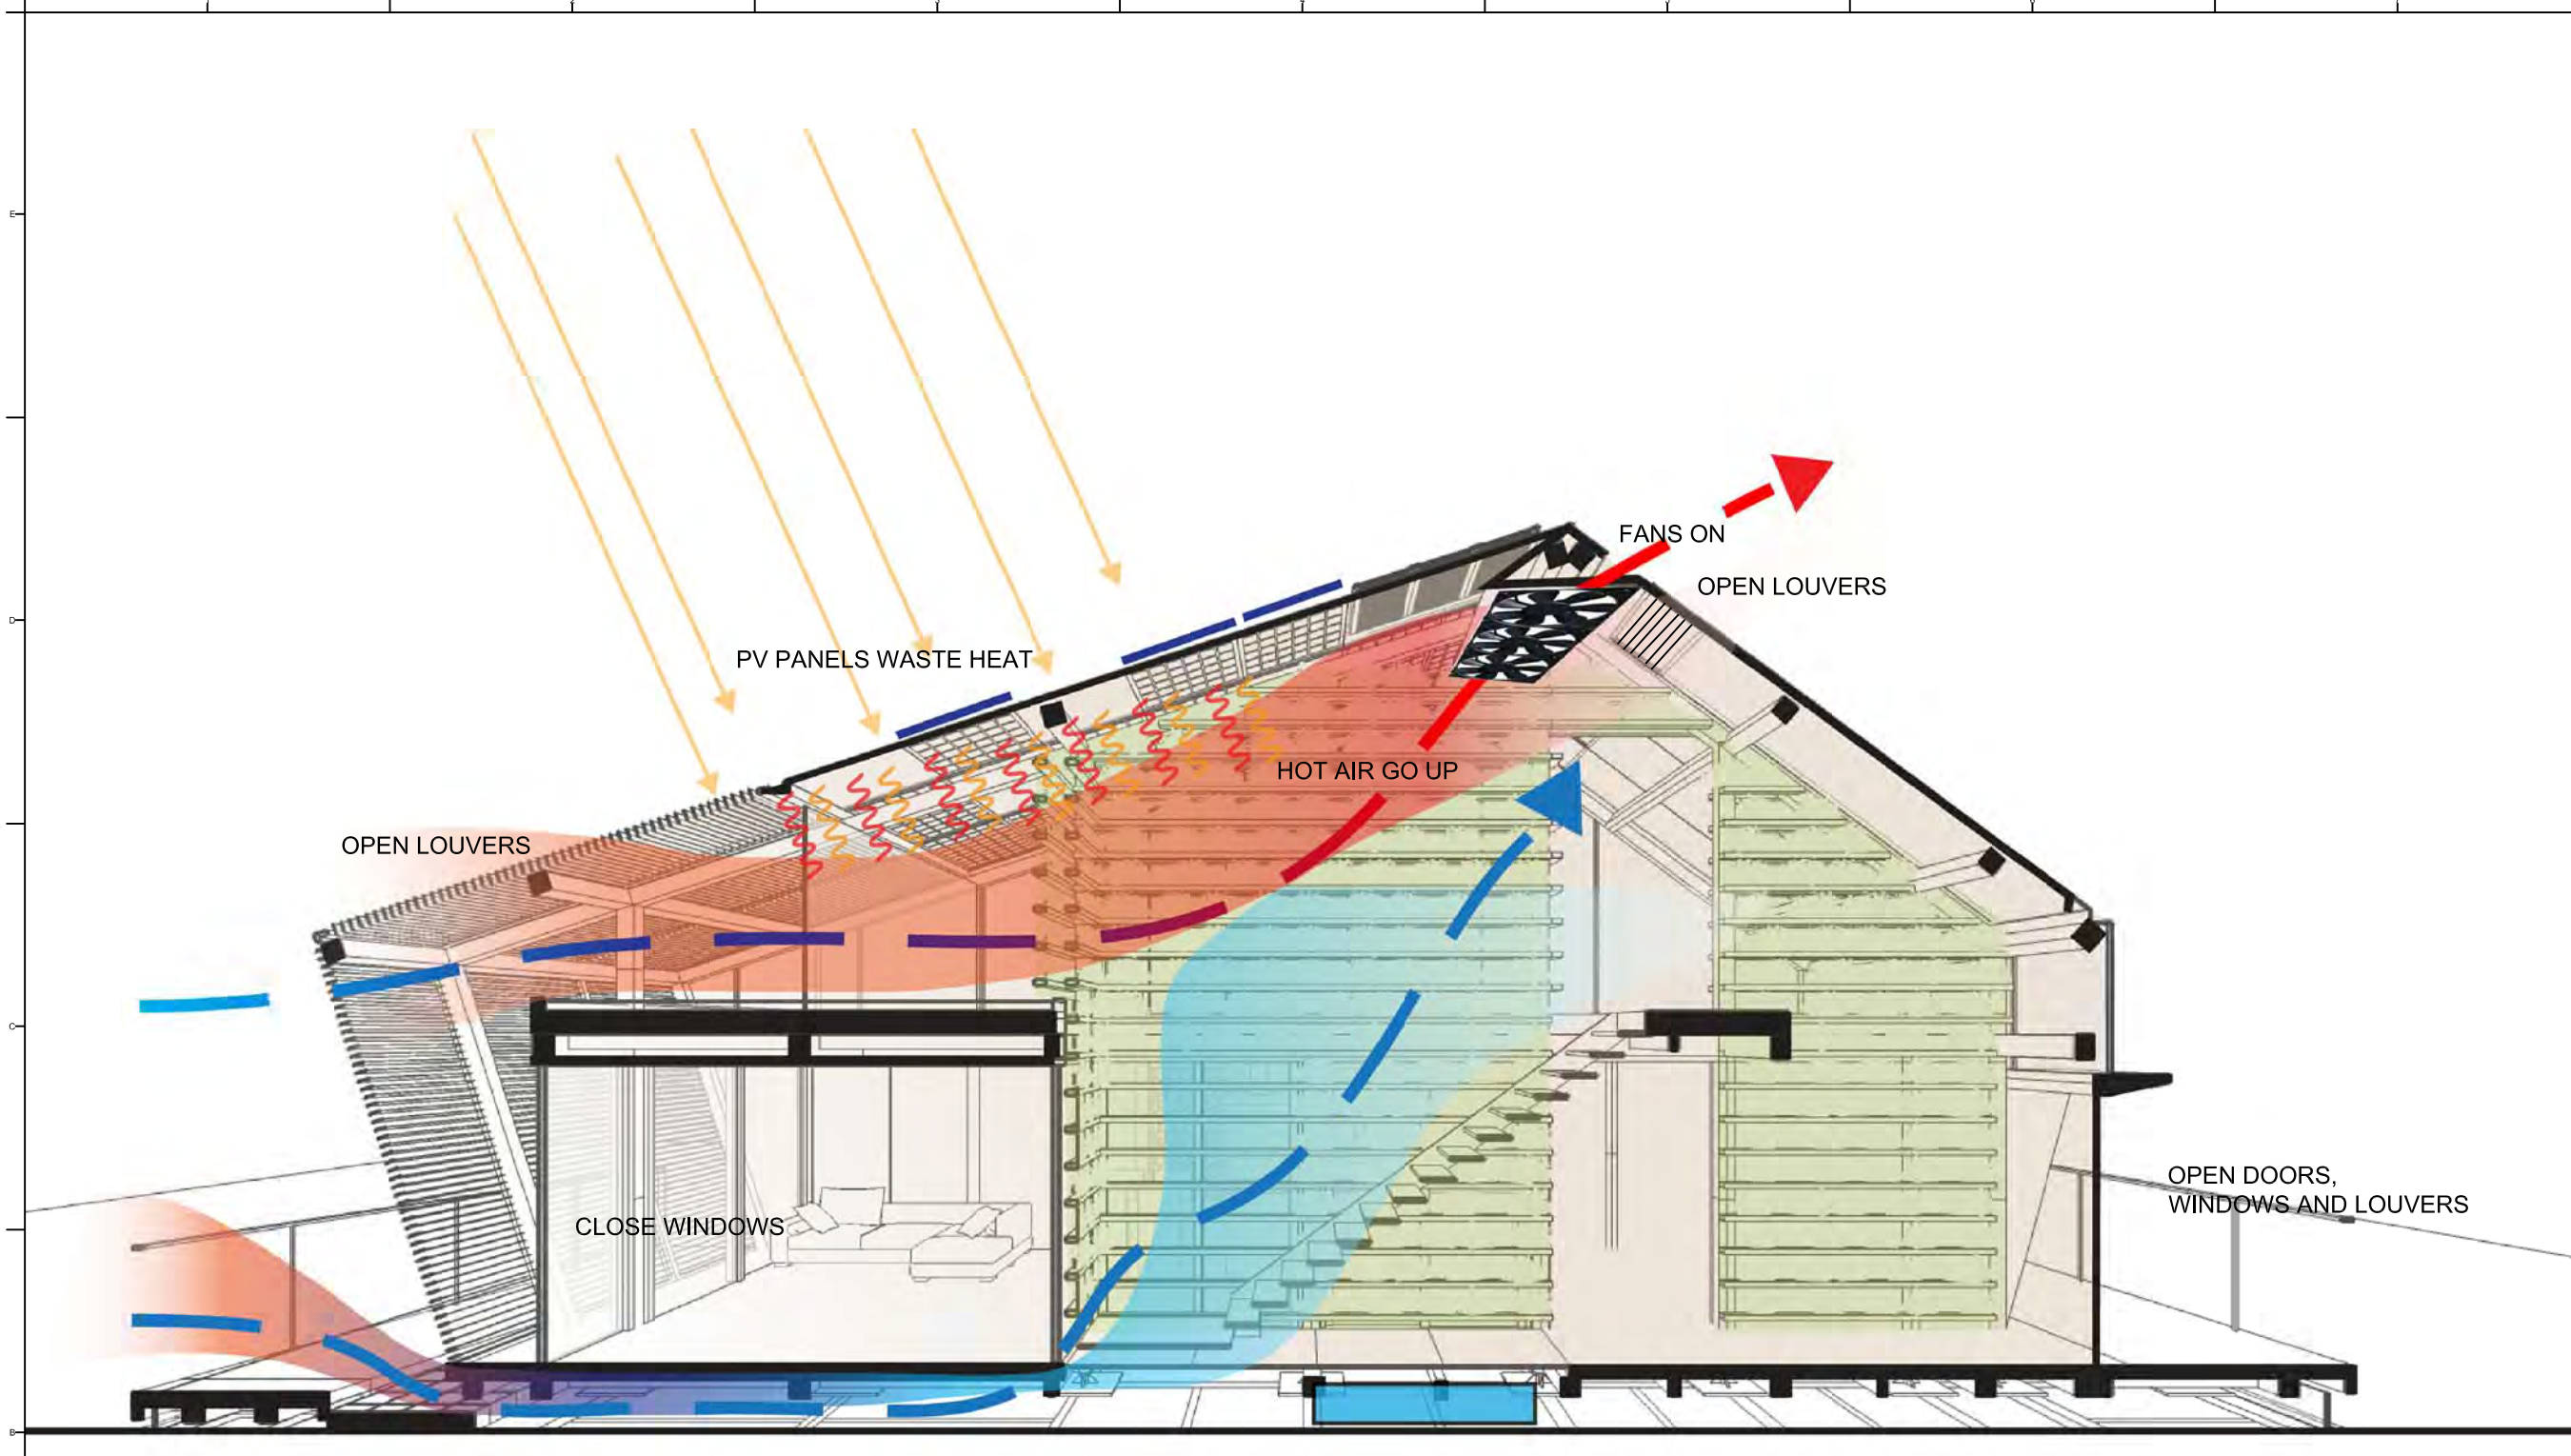 E
FANS ON
OPEN LOUVERS
D
PV PANELS WASTE HEAT
HOT AIR GO UP
OPEN LOUVERS
C
OPEN DOORS,
WINDOWS AND LOUVERS
CLOSE WINDOWS
B